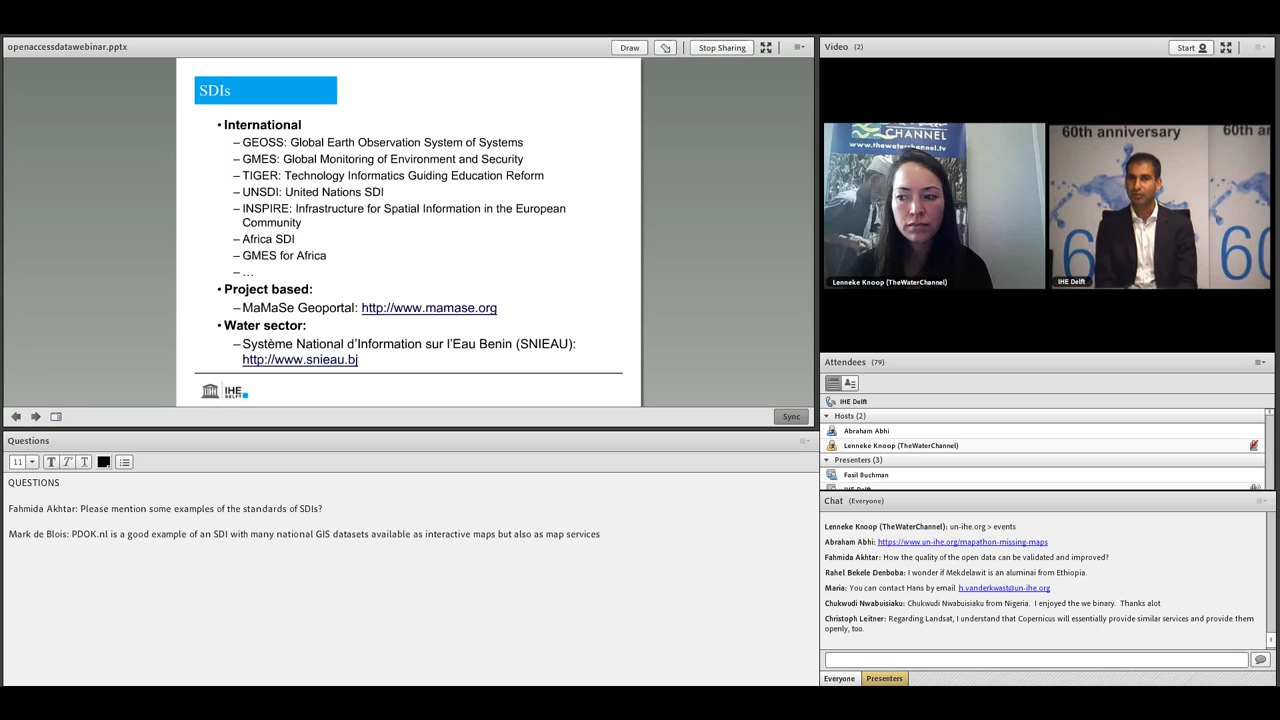 openaccessdatawebinar.pptx
Draw
Stop Sharing
SDIs
• International
– GEOSS: Global Earth Observation System of Systems
– GMES: Global Monitoring of Environment and Security
– TIGER: Technology Informatics Guiding Education Reform
– UNSDI: United Nations SDI
– INSPIRE: Infrastructure for Spatial Information in the European
Community
– Africa SDI
– GMES for Africa
– ...
• Project based:
– MaMaSe Geoportal: http://www.mamase.org
• Water sector:
– Système National d'Information sur l'Eau Benin (SNIEAU):
http://www.snieau.bj
IHE
DELFT
Sync
Questions
11
T T T
QUESTIONS
Fahmida Akhtar: Please mention some examples of the standards of SDIs?
Mark de Blois: PDOK.nl is a good example of an SDI with many national GIS datasets available as interactive maps but also as map services
Video (2)
Start
CHANNEL
www.thewaterchannel.tv
Lenneke Knoop (TheWaterChannel)
60th anniversary
60th an
6
60
IHE Delft
Attendees (79)
IHE Delft
Hosts (2)
Abraham Abhi
Lenneke Knoop (TheWaterChannel)
Presenters (3)
Fasil Buchman
IHE Delft
Chat (Everyone)
Lenneke Knoop (TheWaterChannel): un-ihe.org > events
Abraham Abhi: https://www.un-ihe.org/mapathon-missing-maps
Fahmida Akhtar: How the quality of the open data can be validated and improved?
Rahel Bekele Denboba: I wonder if Mekdelawit is an aluminai from Ethiopia.
Maria: You can contact Hans by email h.vanderkwast@un-ihe.org
Chukwudi Nwabuisiaku: Chukwudi Nwabuisiaku from Nigeria. I enjoyed the we binary. Thanks alot
Christoph Leitner: Regarding Landsat, I understand that Copernicus will essentially provide similar services and provide them
openly, too.
Everyone
Presenters